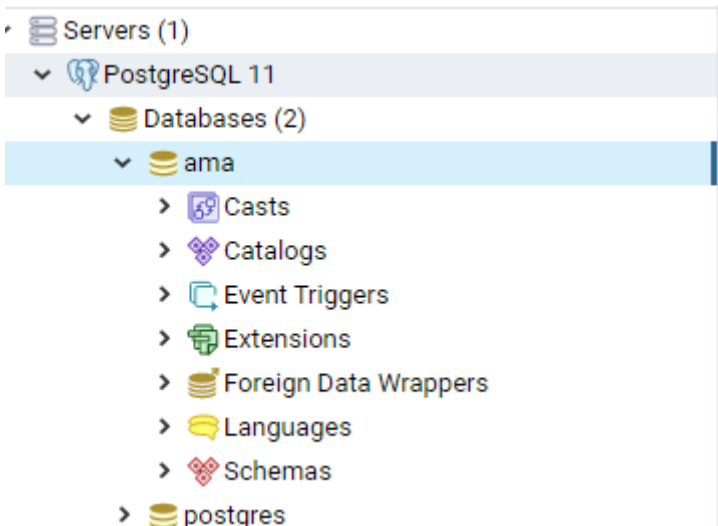 Servers (1)
PostgreSQL 11
Databases (2)
ama
Casts
Catalogs
Event Triggers
Extensions
Foreign Data Wrappers
Languages
Schemas
postgres